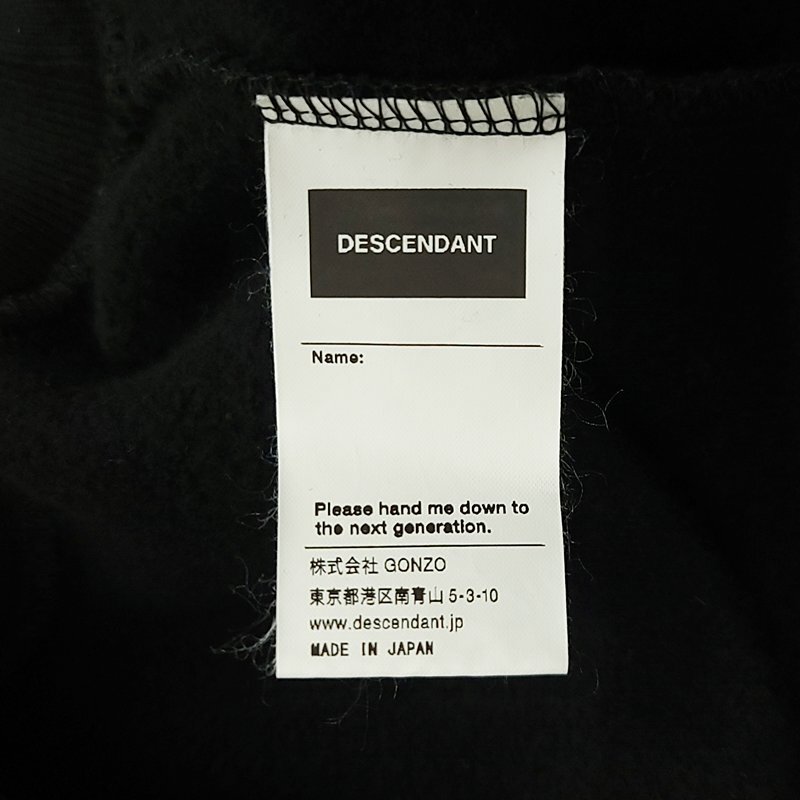 DESCENDANT
Name:
Please hand me down to
the next generation.
株式会社 GONZO
東京都港区南青山 5-3-10
www.descendant.jp
MADE IN JAPAN